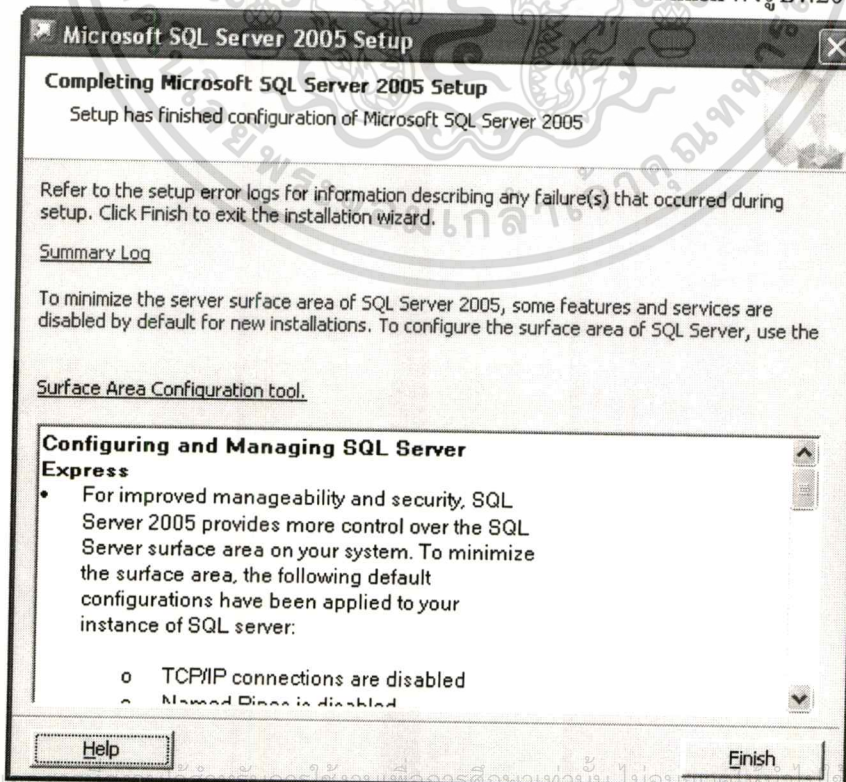 Microsoft SQL Server 2005 Setup
Completing Microsoft SQL Server 2005 Setup
Setup has finished configuration of Microsoft SQL Server 2005
Refer to the setup error logs for information describing any failure(s) that occurred during
setup. Click Finish to exit the installation wizard.
Summary Log
To minimize the server surface area of SQL Server 2005, some features and services are
disabled by default for new installations. To configure the surface area of SQL Server, use the
Surface Area Configuration tool.
Configuring and Managing SQL Server
Express
• For improved manageability and security, SQL
Server 2005 provides more control over the SQL
Server surface area on your system. To minimize
the surface area, the following default
configurations have been applied to your
instance of SQL server:
o TCP/IP connections are disabled
Named Pipes is disabled
Help
Finish